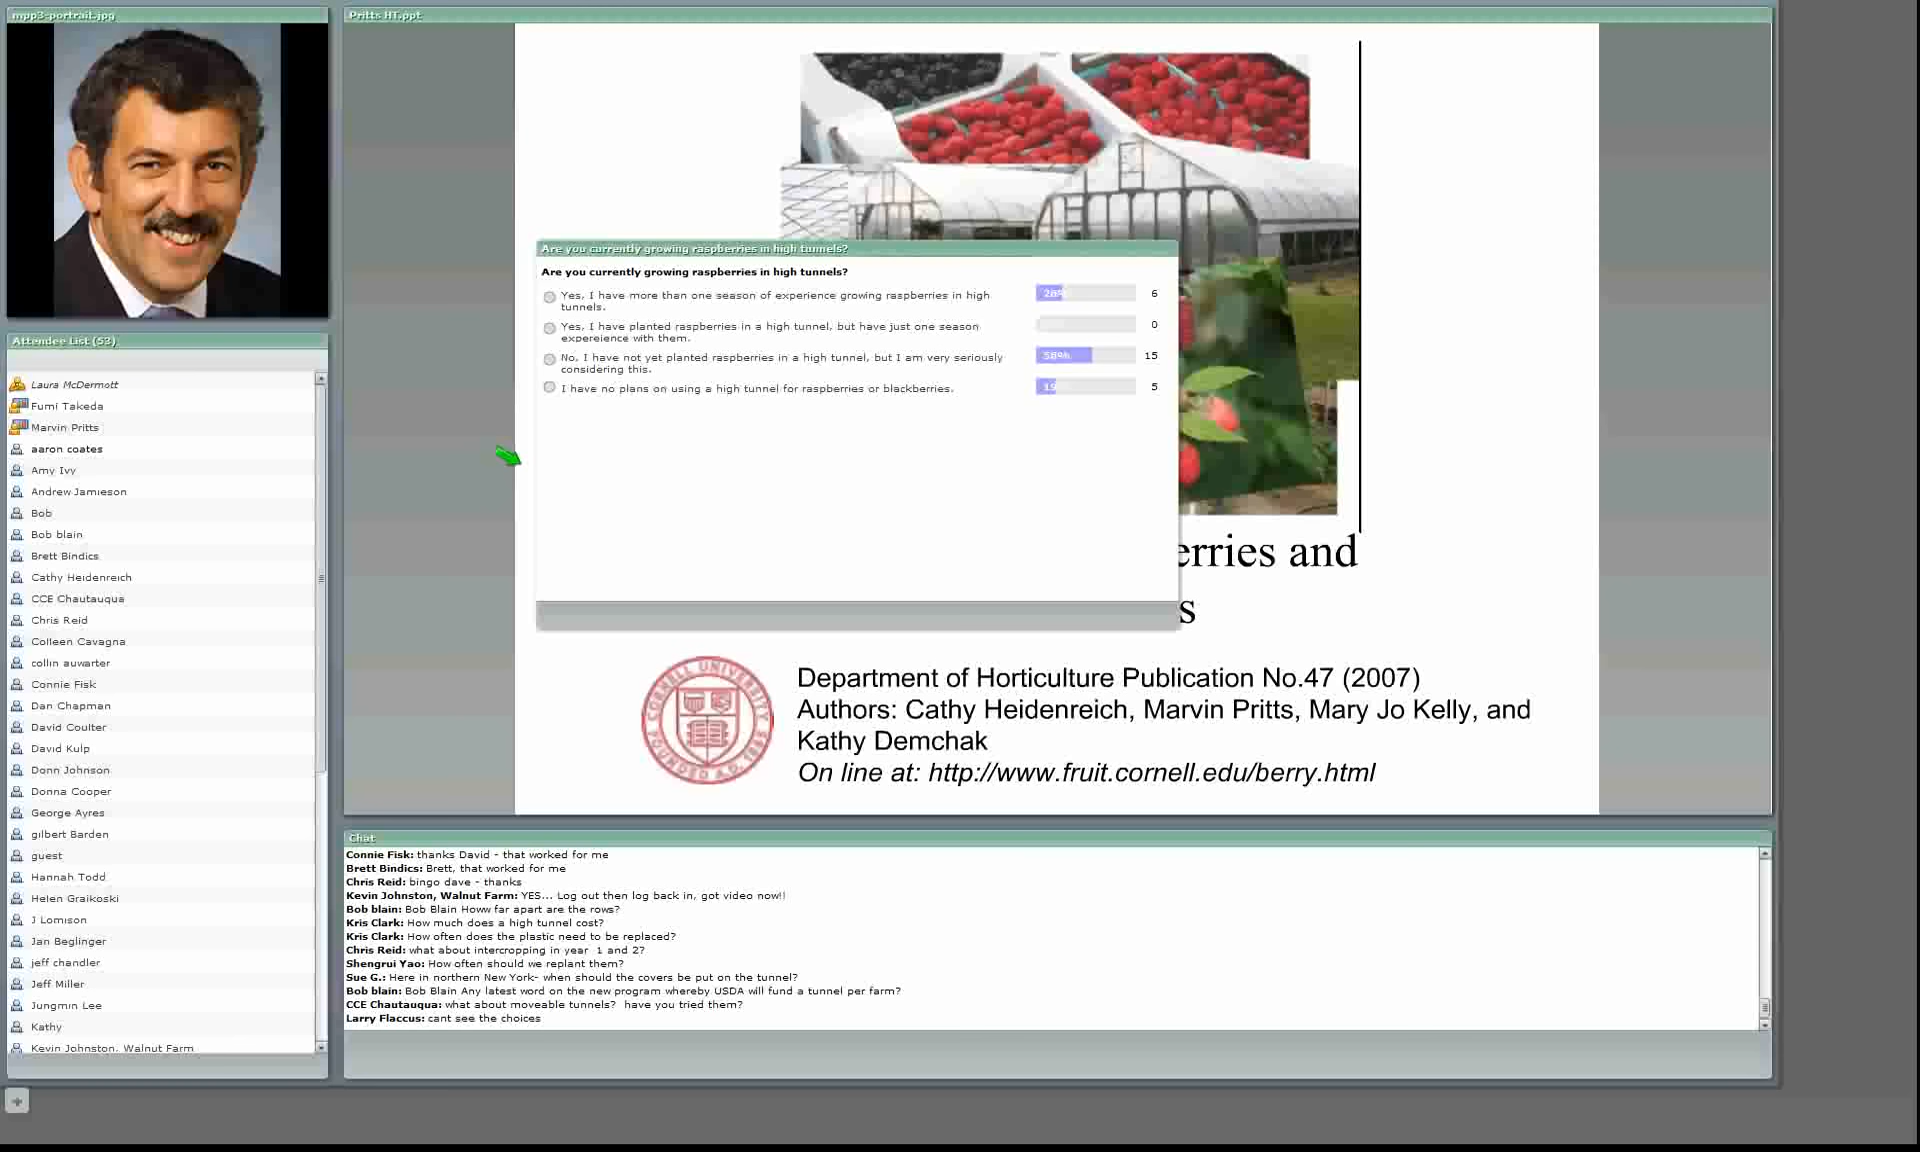 mpp3-portrait.jpg
Pritts HT.ppt
Are you currently growing raspberries in high tunnels?
Are you currently growing raspberries in high tunnels?
Yes, I have more than one season of experience growing raspberries in high
tunnels.
6
Yes, I have planted raspberries in a high tunnel, but have just one season
expereience with them.
0
No, I have not yet planted raspberries in a high tunnel, but I am very seriously
considering this.
58%
15
I have no plans on using a high tunnel for raspberries or blackberries.
5
erries and
s
CORNELL UNIVERSITY
FOUNDED A.D. 1865
Department of Horticulture Publication No.47 (2007)
Authors: Cathy Heidenreich, Marvin Pritts, Mary Jo Kelly, and
Kathy Demchak
On line at: http://www.fruit.cornell.edu/berry.html
Attendee List (53)
Laura McDermott
Fumi Takeda
Marvin Pritts
aaron coates
Amy Ivy
Andrew Jamieson
Bob
Bob blain
Brett Bindics
Cathy Heidenreich
CCE Chautauqua
Chris Reid
Colleen Cavagna
collin auwarter
Connie Fisk
Dan Chapman
David Coulter
David Kulp
Donn Johnson
Donna Cooper
George Ayres
gilbert Barden
guest
Hannah Todd
Helen Graikoski
J Lomison
Jan Beglinger
jeff chandler
Jeff Miller
Jungmin Lee
Kathy
Kevin Johnston, Walnut Farm
Chat
Connie Fisk: thanks David - that worked for me
Brett Bindics: Brett, that worked for me
Chris Reid: bingo dave - thanks
Kevin Johnston, Walnut Farm: YES... Log out then log back in, got video now!!
Bob blain: Bob Blain Howw far apart are the rows?
Kris Clark: How much does a high tunnel cost?
Kris Clark: How often does the plastic need to be replaced?
Chris Reid: what about intercropping in year 1 and 2?
Shengrui Yao: How often should we replant them?
Sue G.: Here in northern New York- when should the covers be put on the tunnel?
Bob blain: Bob Blain Any latest word on the new program whereby USDA will fund a tunnel per farm?
CCE Chautauqua: what about moveable tunnels? have you tried them?
Larry Flaccus: cant see the choices